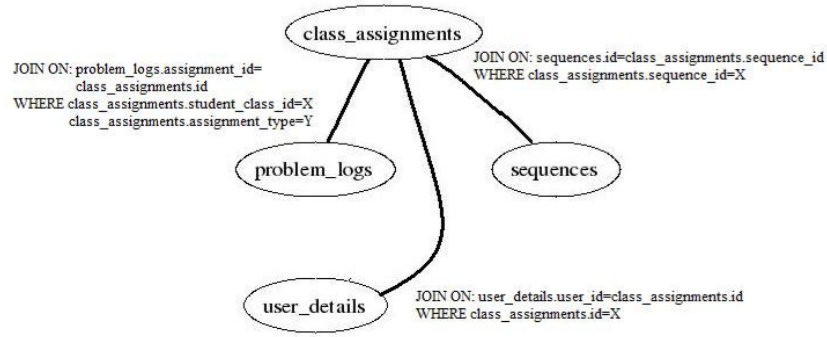 class_assignments
JOIN ON: problem_logs.assignment_id=
class_assignments.id
WHERE class_assignments.student_class_id=X
class_assignments.assignment_type=Y
JOIN ON: sequences.id=class_assignments.sequence_id
WHERE class_assignments.sequence_id=X
problem_logs
sequences
user_details
JOIN ON: user_details.user_id=class_assignments.id
WHERE class_assignments.id=X